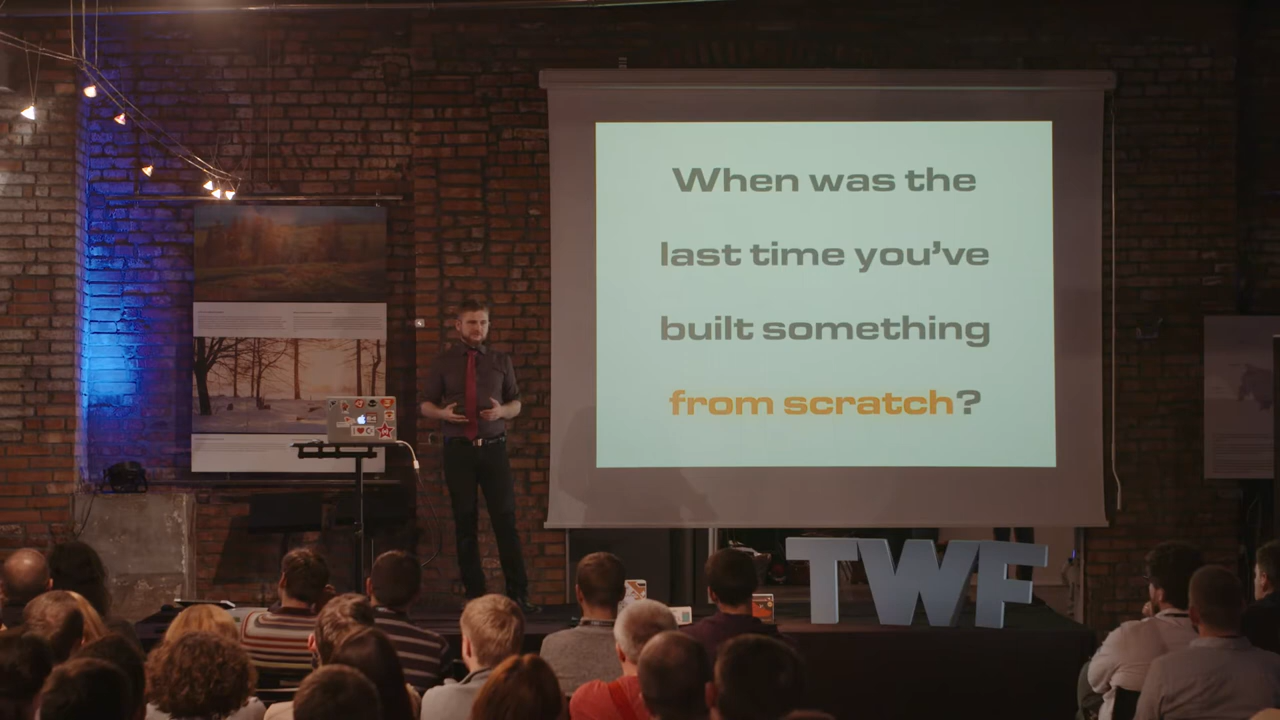 When was the
last time you’ve
built something
from scratch?
TWF